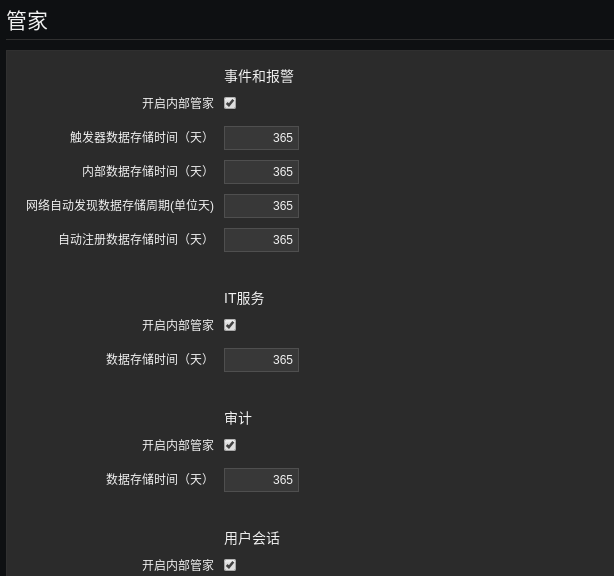 管家
事件和报警
开启内部管家
触发器数据存储时间（天） 365
内部数据存储时间（天） 365
网络自动发现数据存储周期(单位天) 365
自动注册数据存储时间（天） 365
IT服务
开启内部管家
数据存储时间（天） 365
审计
开启内部管家
数据存储时间（天） 365
用户会话
开启内部管家